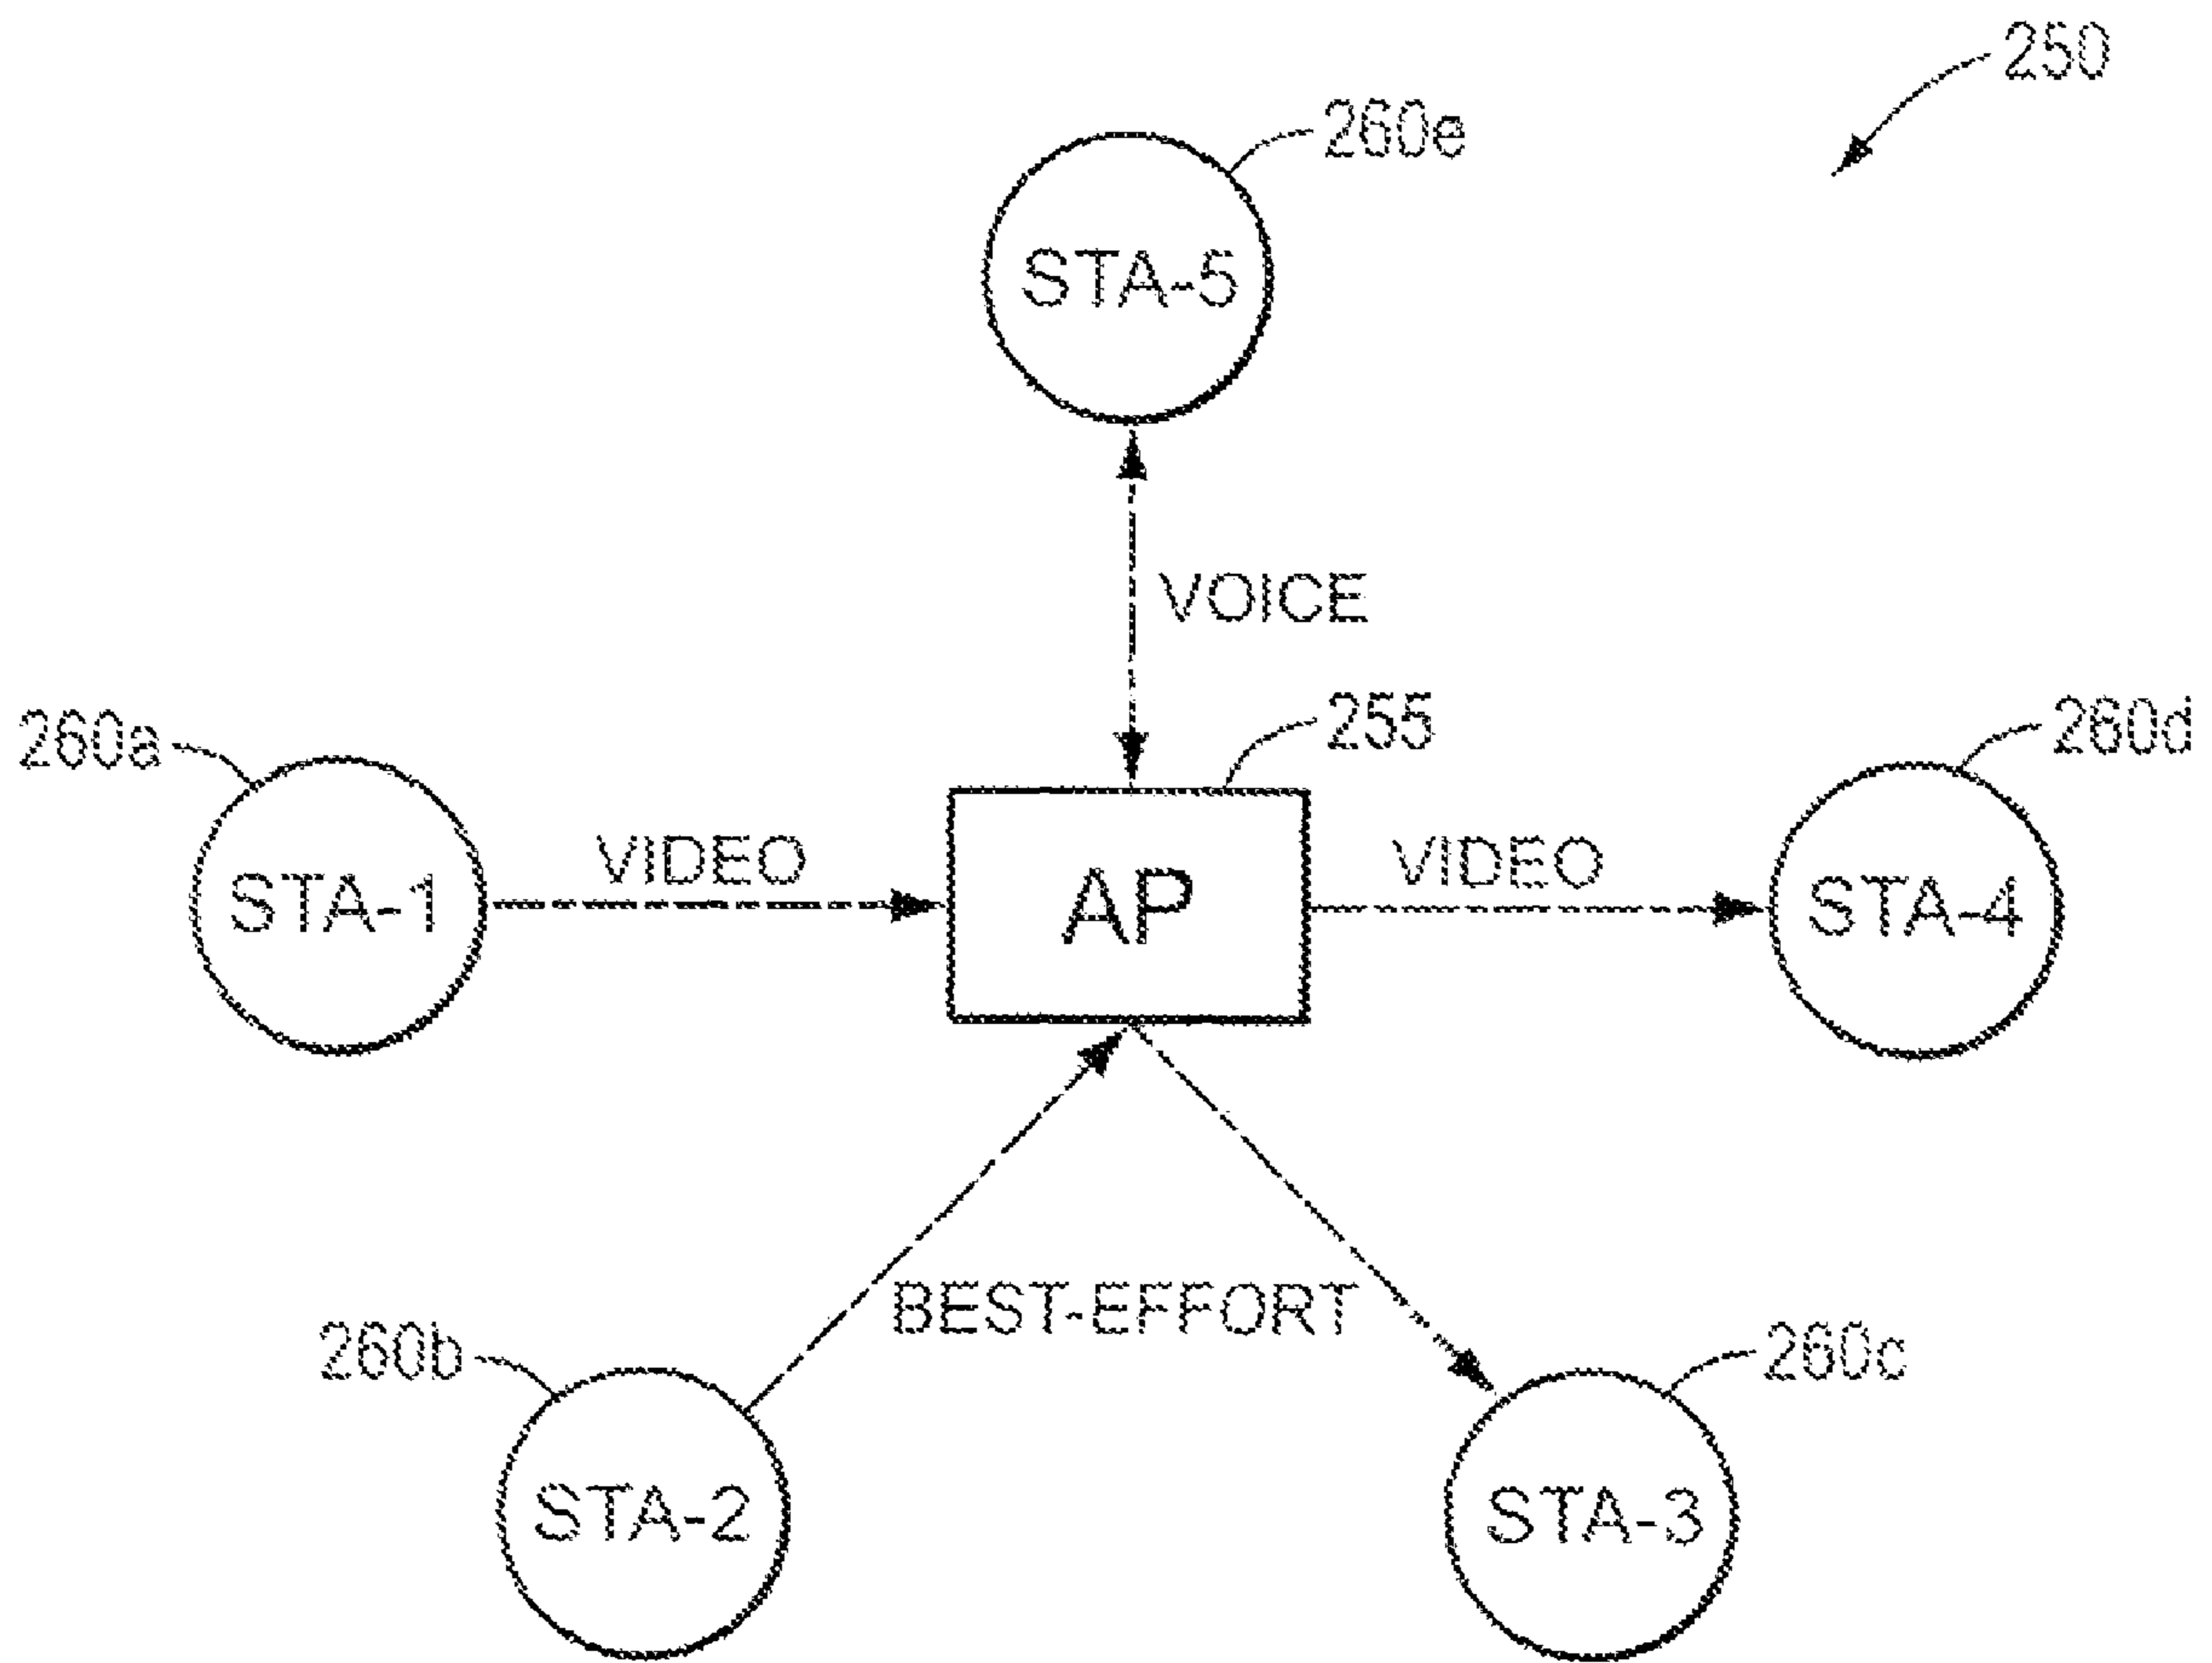 250
260e
STA-5
VOICE
255
260a
260d
VIDEO
VIDEO
STA-1
AP
STA-4
BEST-EFFORT
260b
260c
STA-2
STA-3